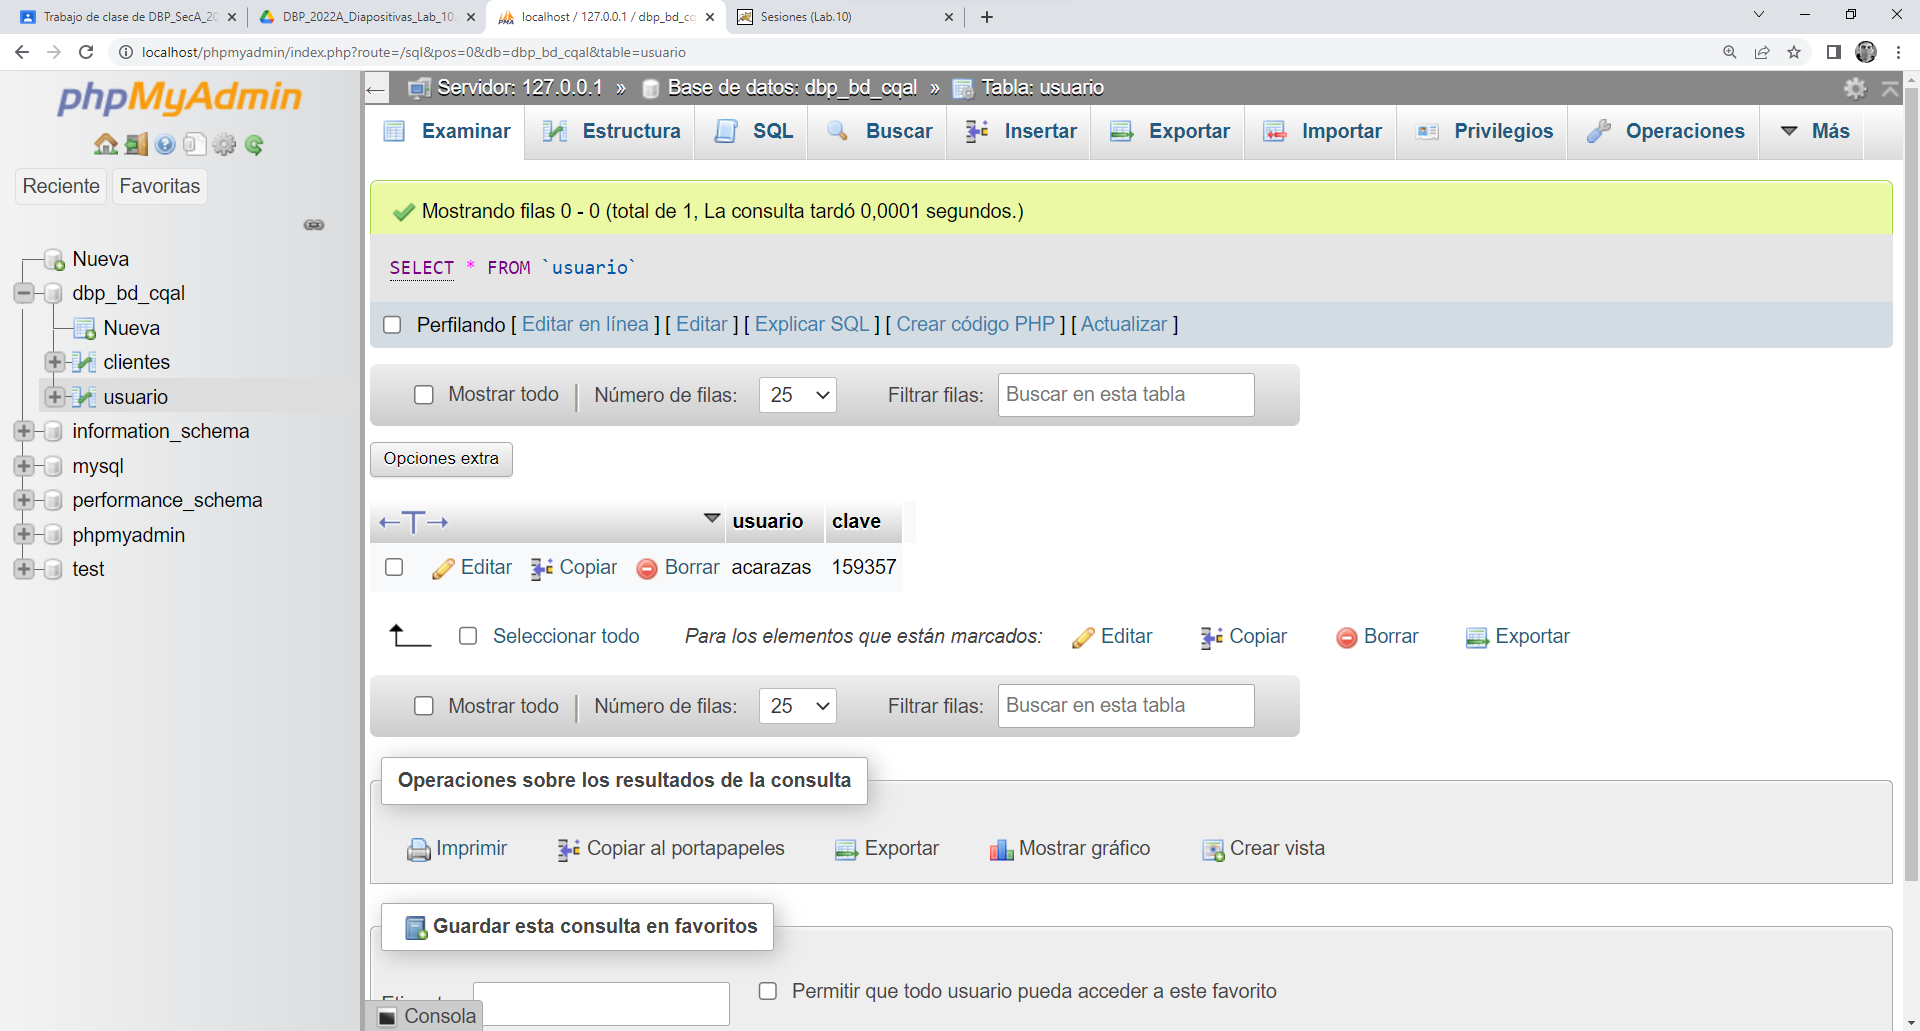 Trabajo de clase de DBP_SecA_20
DBP_2022A_Diapositivas_Lab_10.
localhost / 127.0.0.1 / dbp_bd_cq
Sesiones (Lab.10)
localhost/phpmyadmin/index.php?route=/sql&pos=0&db=dbp_bd_cqal&table=usuario
phpMyAdmin
Reciente
Favoritas
Nueva
dbp_bd_cqal
Nueva
clientes
usuario
information_schema
mysql
performance_schema
phpmyadmin
test
Servidor: 127.0.0.1 » Base de datos: dbp_bd_cqal » Tabla: usuario
Examinar Estructura SQL Buscar Insertar Exportar Importar Privilegios Operaciones Más
Mostrando filas 0 - 0 (total de 1, La consulta tardó 0,0001 segundos.)
SELECT * FROM `usuario`
Perfilando [ Editar en línea ] [ Editar ] [ Explicar SQL ] [ Crear código PHP ] [ Actualizar ]
Mostrar todo | Número de filas: 25 Filtrar filas: Buscar en esta tabla
Opciones extra
←T→ usuario clave
Editar Copiar Borrar acarazas 159357
Seleccionar todo Para los elementos que están marcados: Editar Copiar Borrar Exportar
Mostrar todo | Número de filas: 25 Filtrar filas: Buscar en esta tabla
Operaciones sobre los resultados de la consulta
Imprimir Copiar al portapapeles Exportar Mostrar gráfico Crear vista
Guardar esta consulta en favoritos
Permitir que todo usuario pueda acceder a este favorito
Consola